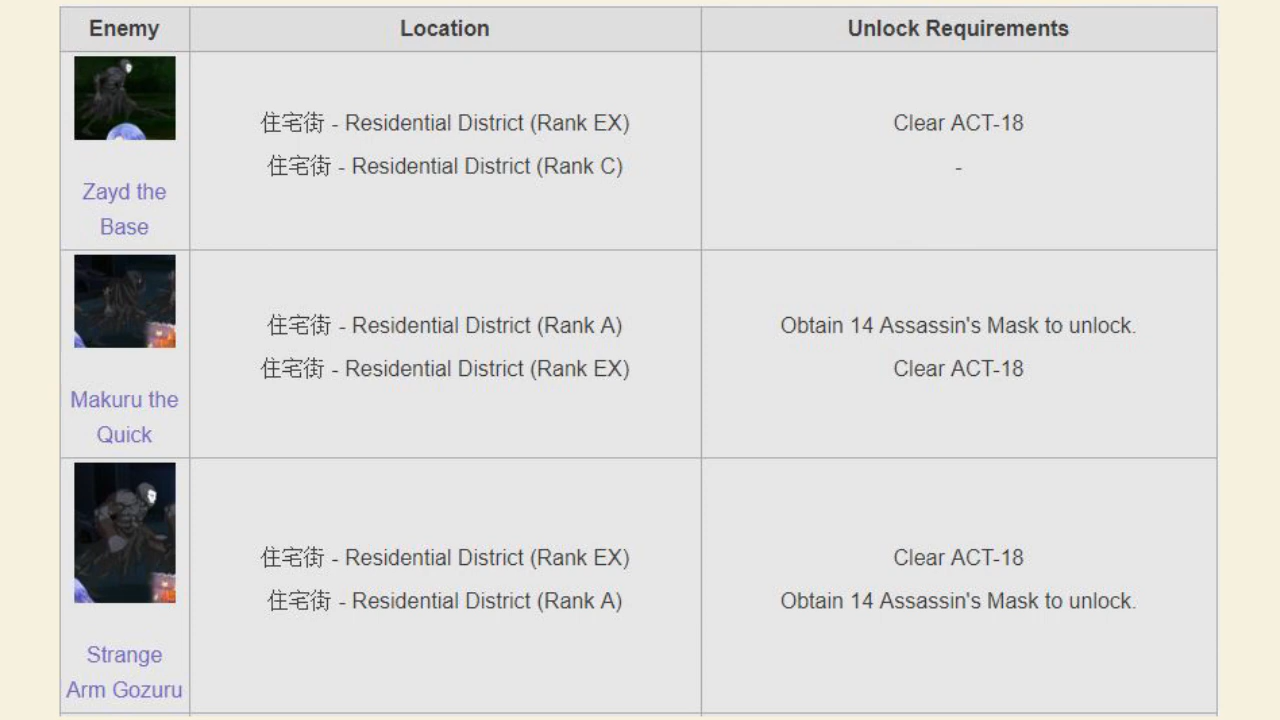 Enemy Location Unlock Requirements
住宅街 - Residential District (Rank EX) Clear ACT-18
住宅街 - Residential District (Rank C) -
Zayd the
Base
住宅街 - Residential District (Rank A) Obtain 14 Assassin's Mask to unlock.
住宅街 - Residential District (Rank EX) Clear ACT-18
Makuru the
Quick
住宅街 - Residential District (Rank EX) Clear ACT-18
住宅街 - Residential District (Rank A) Obtain 14 Assassin's Mask to unlock.
Strange
Arm Gozuru